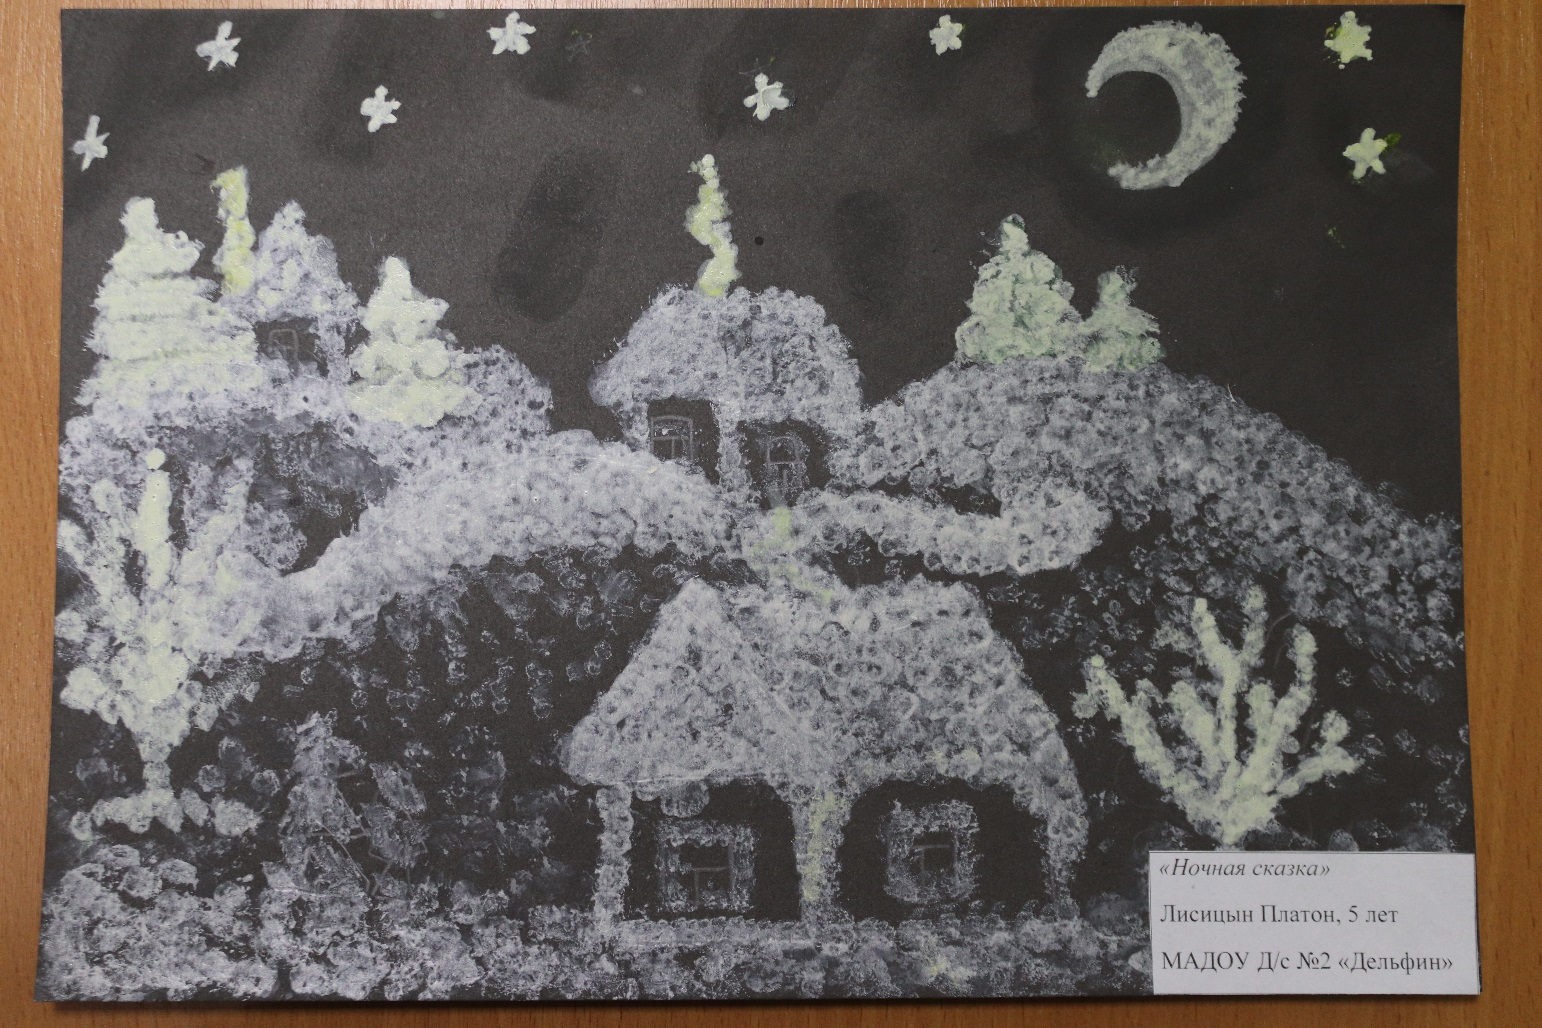 «Ночная сказка»
Лисицын Платон, 5 лет
МАДОУ Д/с №2 «Дельфин»